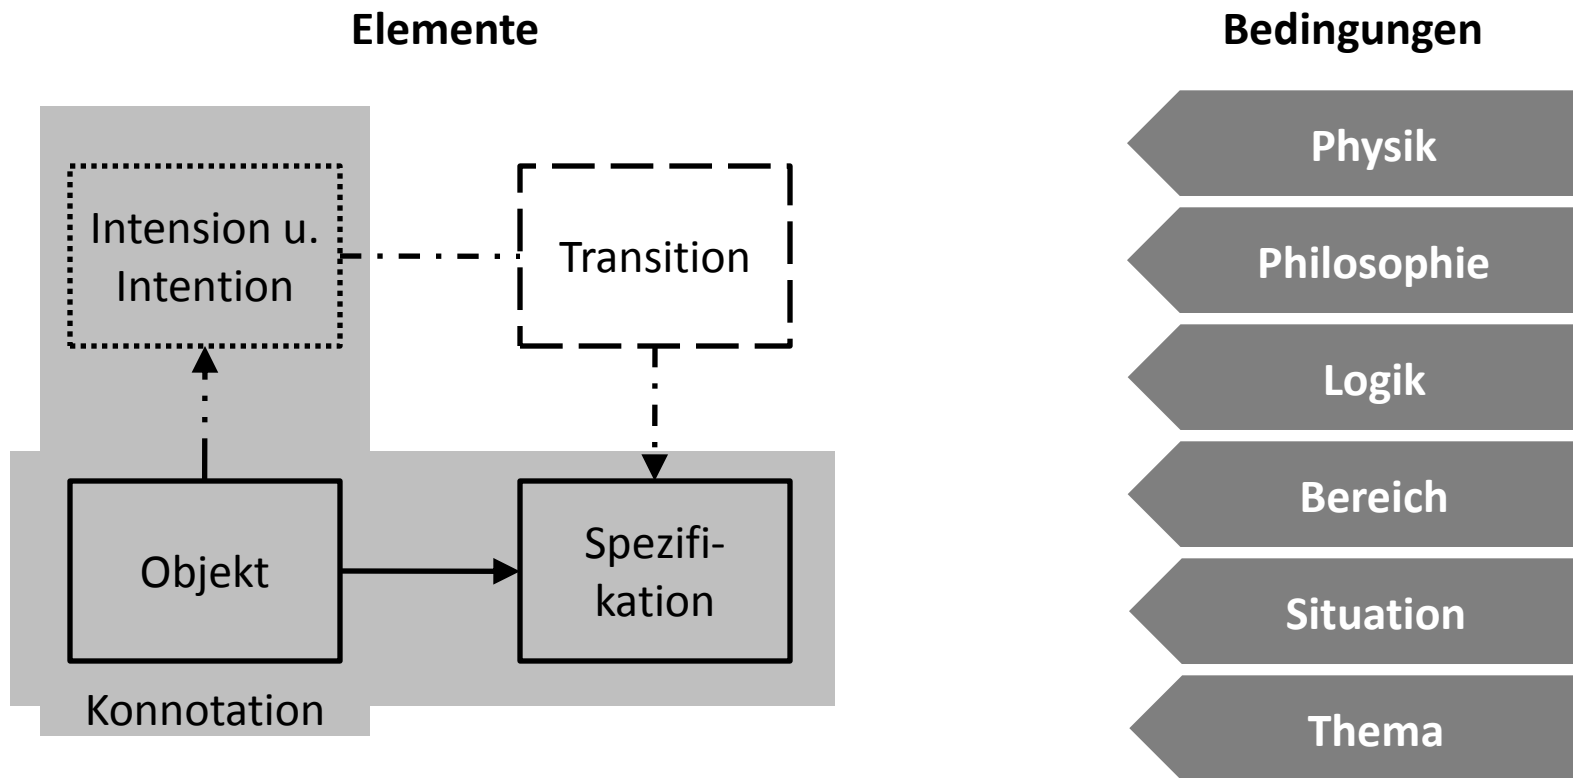 Elemente
Intension u.
Intention
Transition
Objekt
Spezifi-
kation
Konnotation
Bedingungen
Physik
Philosophie
Logik
Bereich
Situation
Thema